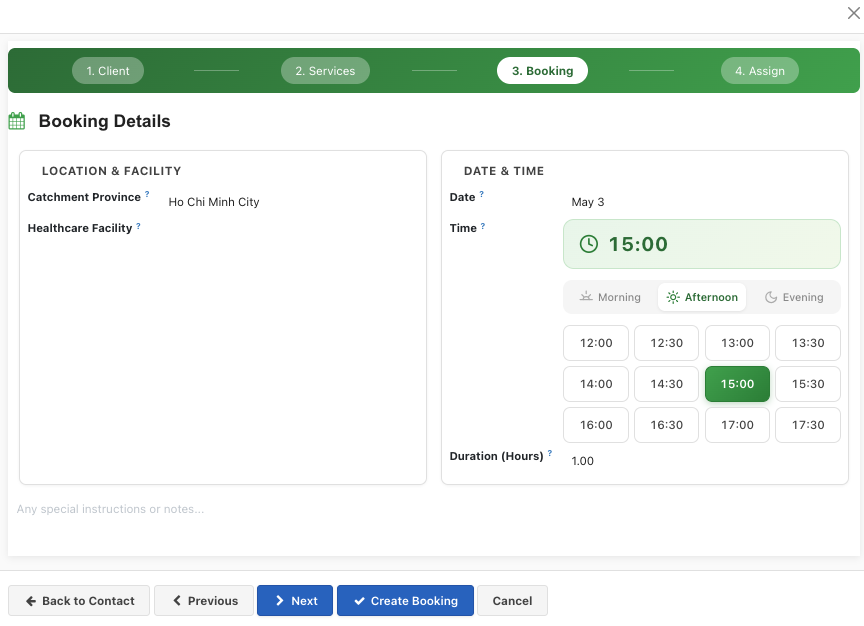 1. Client
2. Services
3. Booking
4. Assign
Booking Details
LOCATION & FACILITY
Catchment Province ?
Ho Chi Minh City
Healthcare Facility ?
DATE & TIME
Date ?
May 3
Time ?
15:00
Morning
Afternoon
Evening
12:00 12:30 13:00 13:30
14:00 14:30 15:00 15:30
16:00 16:30 17:00 17:30
Duration (Hours) ?
1.00
Any special instructions or notes...
Back to Contact
Previous
Next
Create Booking
Cancel